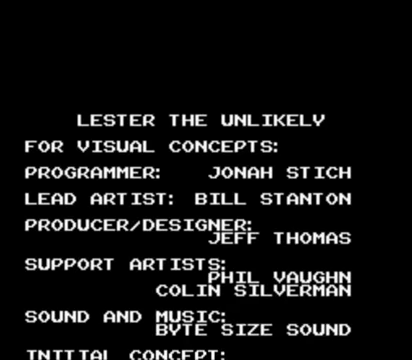 LESTER THE UNLIKELY
FOR VISUAL CONCEPTS:
PROGRAMMER: JONAH STICH
LEAD ARTIST: BILL STANTON
PRODUCER/DESIGNER:
JEFF THOMAS
SUPPORT ARTISTS:
PHIL VAUGHN
COLIN SILVERMAN
SOUND AND MUSIC:
BYTE SIZE SOUND
INITIAL CONCEPT: